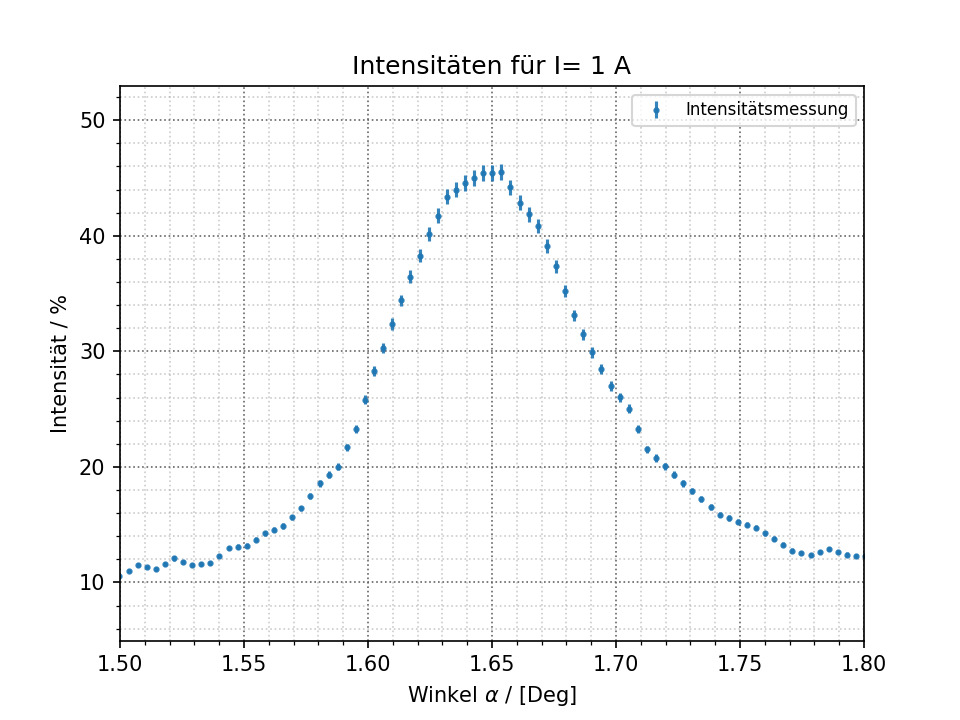 Intensitäten für I= 1 A
Intensitätsmessung
50
40
30
20
10
Intensität / %
1.50 1.55 1.60 1.65 1.70 1.75 1.80
Winkel α / [Deg]